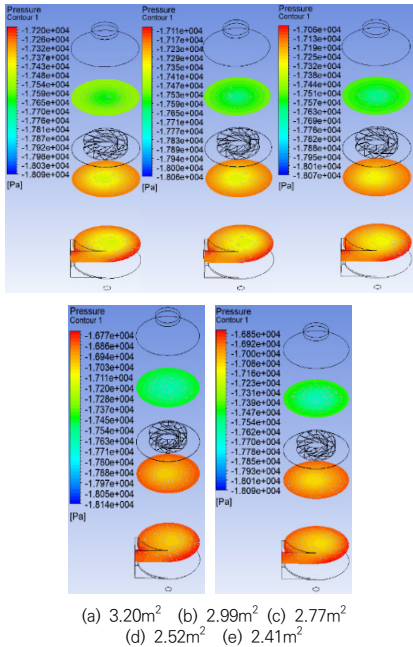 Pressure
Contour 1
-1.720e+004
-1.726e+004
-1.732e+004
-1.737e+004
-1.743e+004
-1.748e+004
-1.754e+004
-1.759e+004
-1.765e+004
-1.770e+004
-1.776e+004
-1.781e+004
-1.787e+004
-1.792e+004
-1.798e+004
-1.803e+004
-1.809e+004
[Pa]
Pressure
Contour 1
-1.711e+004
-1.717e+004
-1.723e+004
-1.729e+004
-1.735e+004
-1.741e+004
-1.747e+004
-1.753e+004
-1.759e+004
-1.765e+004
-1.771e+004
-1.777e+004
-1.783e+004
-1.789e+004
-1.794e+004
-1.800e+004
-1.806e+004
[Pa]
Pressure
Contour 1
-1.706e+004
-1.713e+004
-1.719e+004
-1.725e+004
-1.732e+004
-1.738e+004
-1.744e+004
-1.751e+004
-1.757e+004
-1.763e+004
-1.769e+004
-1.776e+004
-1.782e+004
-1.788e+004
-1.795e+004
-1.801e+004
-1.807e+004
[Pa]
Pressure
Contour 1
-1.677e+004
-1.686e+004
-1.694e+004
-1.703e+004
-1.711e+004
-1.720e+004
-1.728e+004
-1.737e+004
-1.745e+004
-1.754e+004
-1.763e+004
-1.771e+004
-1.780e+004
-1.788e+004
-1.797e+004
-1.805e+004
-1.814e+004
[Pa]
Pressure
Contour 1
-1.685e+004
-1.692e+004
-1.700e+004
-1.708e+004
-1.716e+004
-1.723e+004
-1.731e+004
-1.739e+004
-1.747e+004
-1.754e+004
-1.762e+004
-1.770e+004
-1.778e+004
-1.785e+004
-1.793e+004
-1.801e+004
-1.809e+004
[Pa]
(a) 3.20m² (b) 2.99m² (c) 2.77m²
(d) 2.52m² (e) 2.41m²